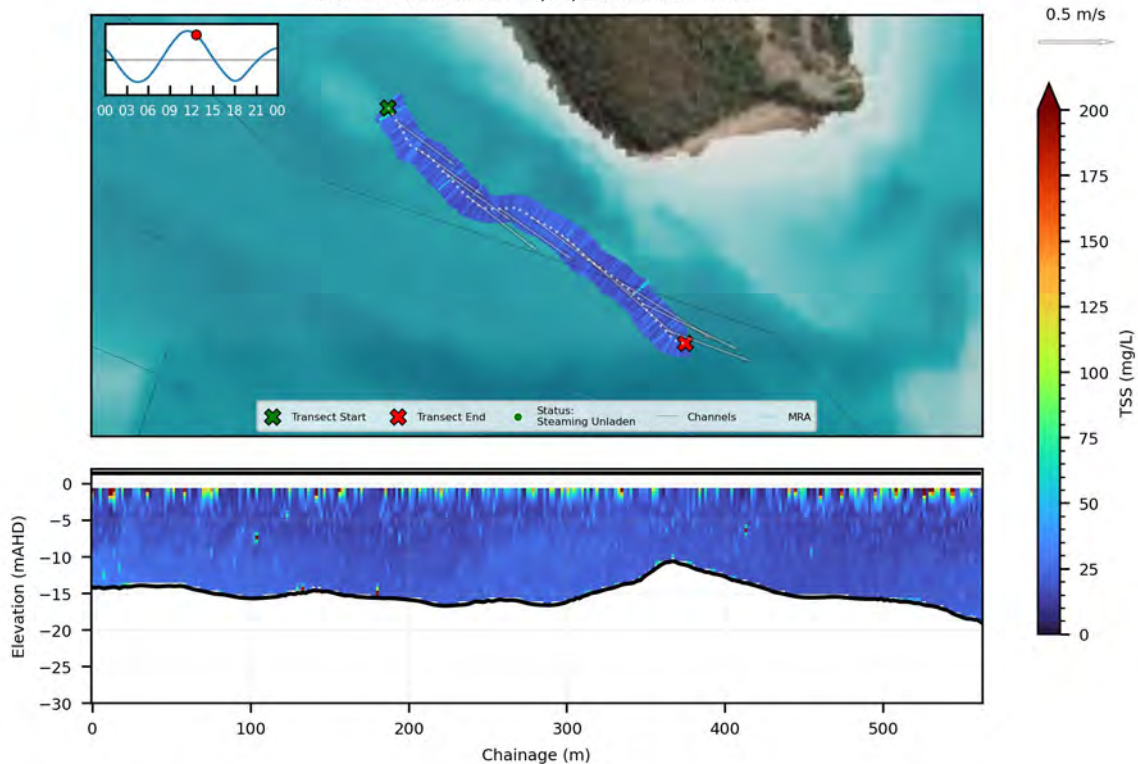 0.5 m/s
00 03 06 09 12 15 18 21 00
200
175
150
125
100
75
50
25
0
TSS (mg/L)
Transect Start
Transect End
Status:
Steaming Unladen
Channels
MRA
0
−5
−10
−15
−20
−25
−30
Elevation (mAHD)
0
100
200
300
400
500
Chainage (m)